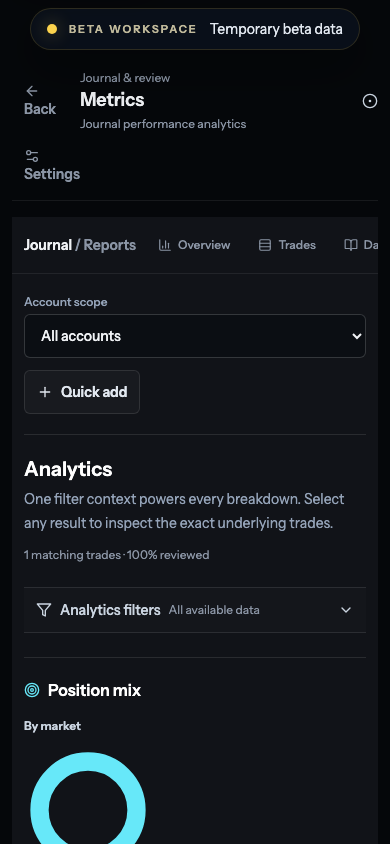 BETA WORKSPACE Temporary beta data
Journal & review
Back
Metrics
Journal performance analytics
Settings
Journal / Reports Overview Trades Da
Account scope
All accounts
Quick add
Analytics
One filter context powers every breakdown. Select
any result to inspect the exact underlying trades.
1 matching trades · 100% reviewed
Analytics filters All available data
Position mix
By market